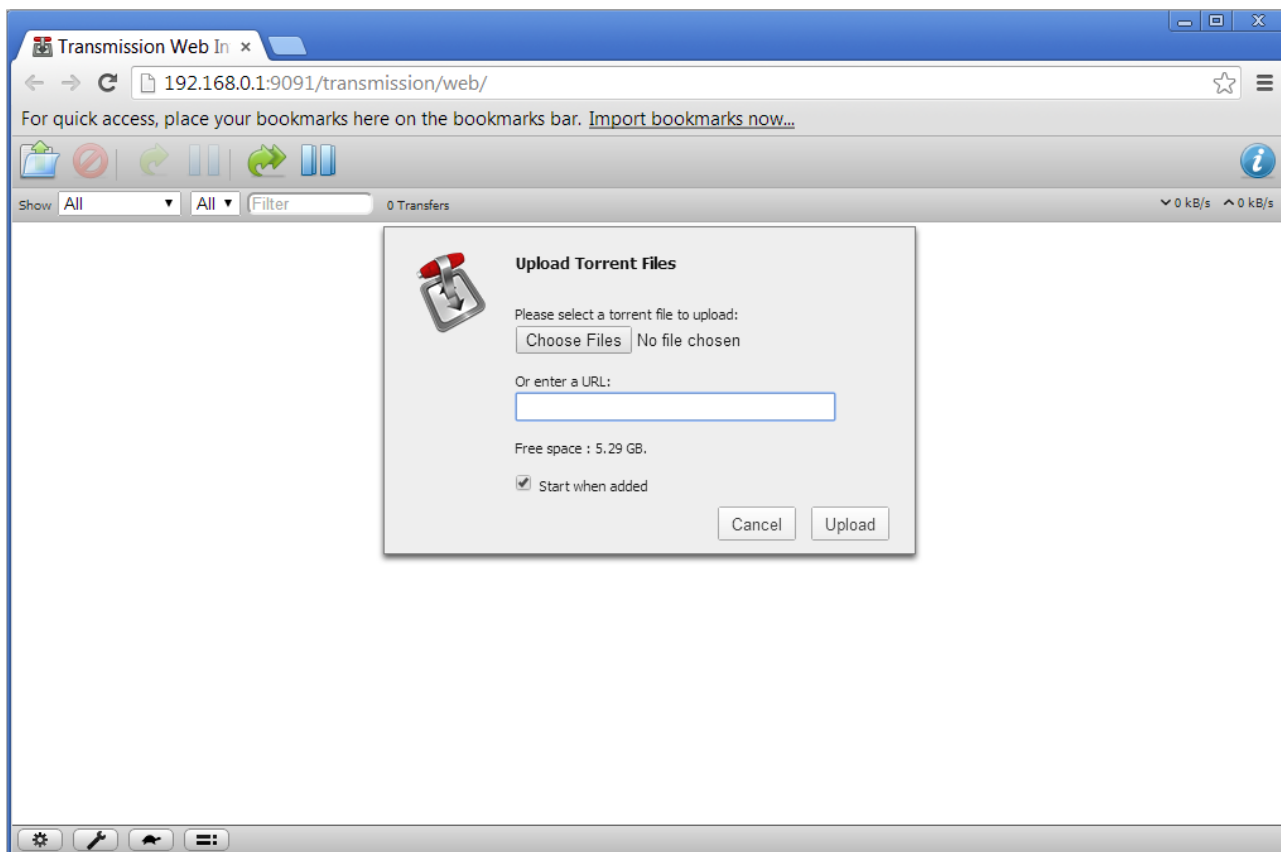 Transmission Web In
192.168.0.1:9091/transmission/web/
For quick access, place your bookmarks here on the bookmarks bar. Import bookmarks now...
Show All All Filter 0 Transfers 0 kB/s 0 kB/s
Upload Torrent Files
Please select a torrent file to upload:
Choose Files No file chosen
Or enter a URL:
Free space : 5.29 GB.
Start when added
Cancel Upload